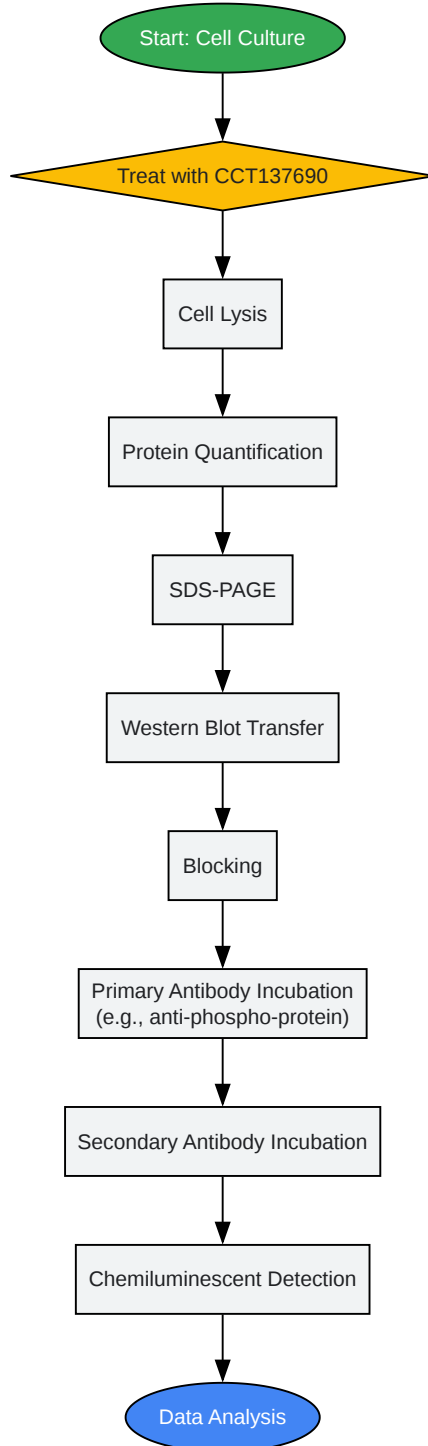 Start: Cell Culture
Treat with CCT137690
Cell Lysis
Protein Quantification
SDS-PAGE
Western Blot Transfer
Blocking
Primary Antibody Incubation
(e.g., anti-phospho-protein)
Secondary Antibody Incubation
Chemiluminescent Detection
Data Analysis